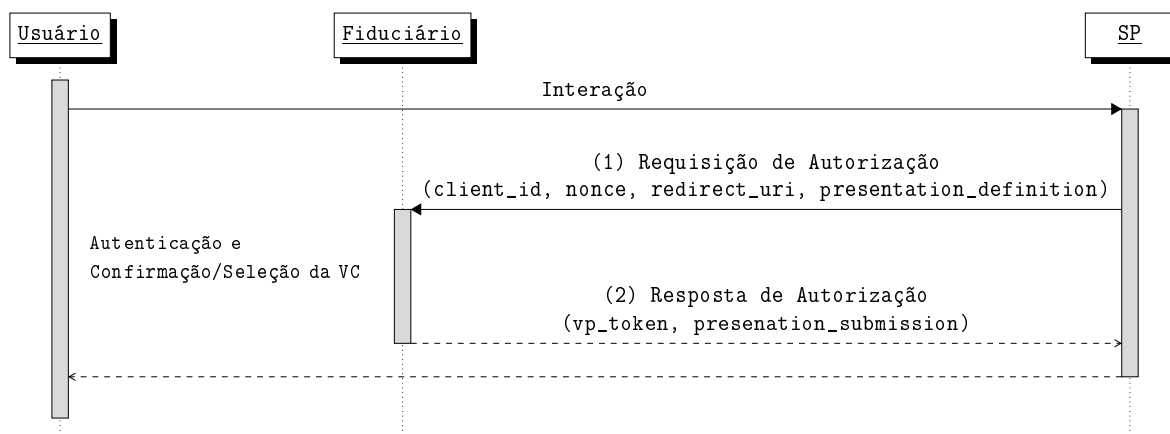 Usuário
Fiduciário
SP
Interação
(1) Requisição de Autorização
(client_id, nonce, redirect_uri, presentation_definition)
Autenticação e
Confirmação/Seleção da VC
(2) Resposta de Autorização
(vp_token, presenation_submission)